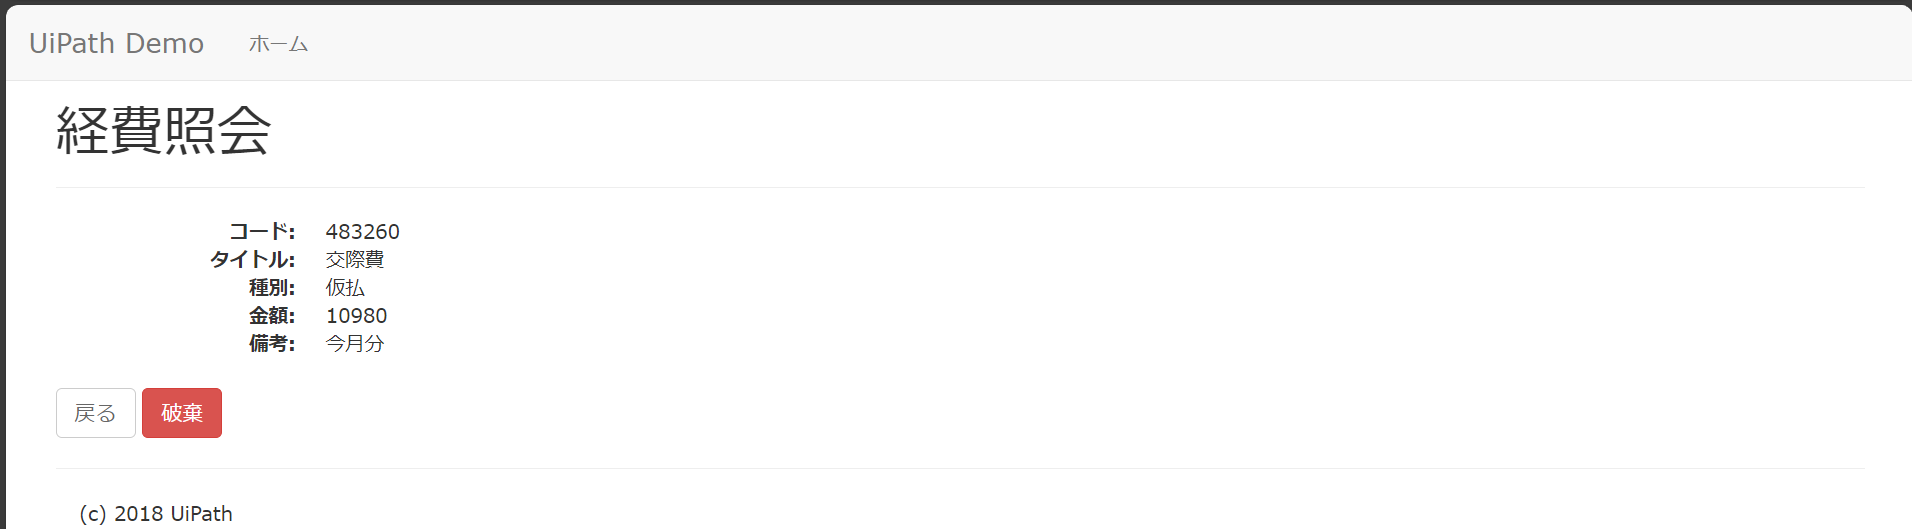 UiPath Demo ホーム
経費照会
コード: 483260
タイトル: 交際費
種別: 仮払
金額: 10980
備考: 今月分
戻る 破棄
(c) 2018 UiPath